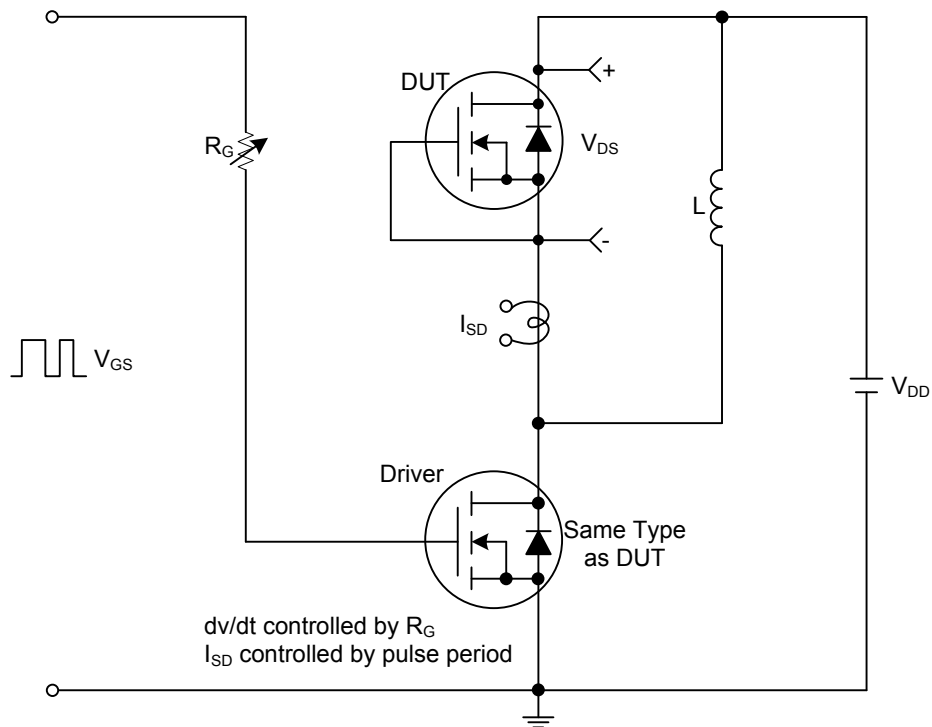 DUT
+
R_G
V_DS
L
-
I_SD
V_GS
V_DD
Driver
Same Type
as DUT
dv/dt controlled by R_G
I_SD controlled by pulse period